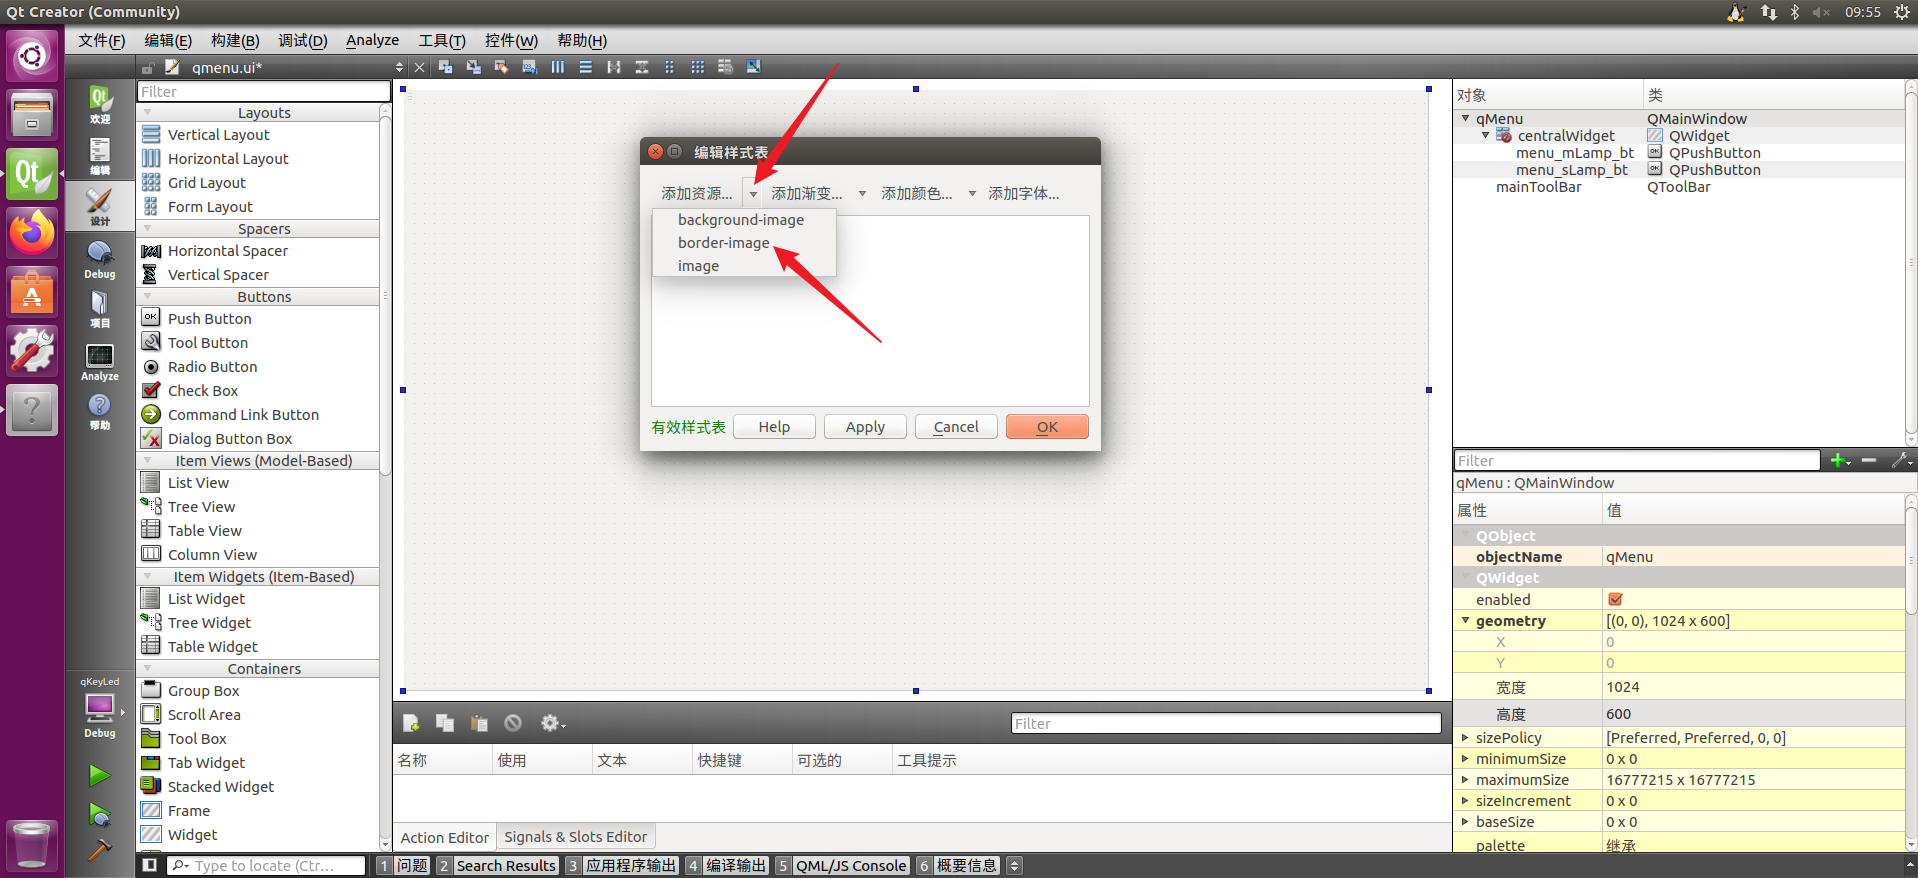 Qt Creator (Community)
09:55
文件(F) 编辑(E) 构建(B) 调试(D) Analyze 工具(T) 控件(W) 帮助(H)
qmenu.ui*
Qt
欢迎
编辑
设计
Debug
项目
Analyze
帮助
qKeyLed
Debug
Filter
Layouts
Vertical Layout
Horizontal Layout
Grid Layout
Form Layout
Spacers
Horizontal Spacer
Vertical Spacer
Buttons
Push Button
Tool Button
Radio Button
Check Box
Command Link Button
Dialog Button Box
Item Views (Model-Based)
List View
Tree View
Table View
Column View
Item Widgets (Item-Based)
List Widget
Tree Widget
Table Widget
Containers
Group Box
Scroll Area
Tool Box
Tab Widget
Stacked Widget
Frame
Widget
编辑样式表
添加资源... 添加渐变... 添加颜色... 添加字体...
background-image
border-image
image
有效样式表 Help Apply Cancel OK
Filter
名称 使用 文本 快捷键 可选的 工具提示
Action Editor Signals & Slots Editor
对象 类
qMenu QMainWindow
centralWidget QWidget
menu_mLamp_bt QPushButton
menu_sLamp_bt QPushButton
mainToolBar QToolBar
Filter
qMenu : QMainWindow
属性 值
QObject
objectName qMenu
QWidget
enabled
geometry [(0, 0), 1024 x 600]
X 0
Y 0
宽度 1024
高度 600
sizePolicy [Preferred, Preferred, 0, 0]
minimumSize 0 x 0
maximumSize 16777215 x 16777215
sizeIncrement 0 x 0
baseSize 0 x 0
palette 继承
Type to locate (Ctr...
1 问题 2 Search Results 3 应用程序输出 4 编译输出 5 QML/JS Console 6 概要信息